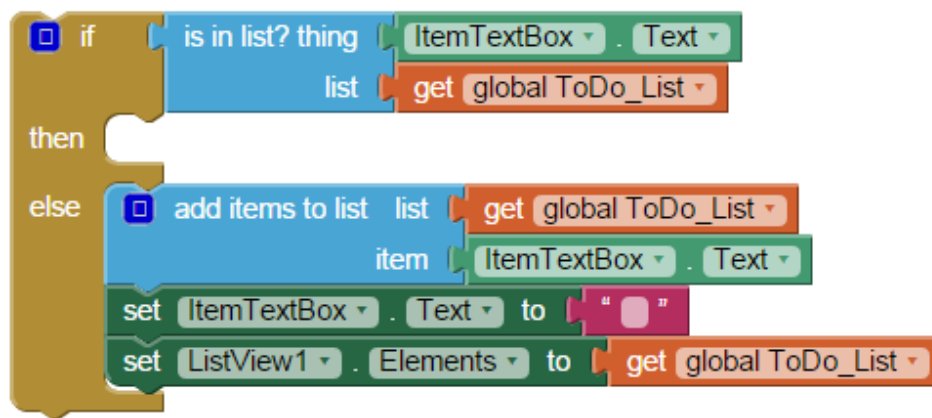 if is in list? thing ItemTextBox . Text
list get global ToDo_List
then
else add items to list list get global ToDo_List
item ItemTextBox . Text
set ItemTextBox . Text to “ ”
set ListView1 . Elements to get global ToDo_List